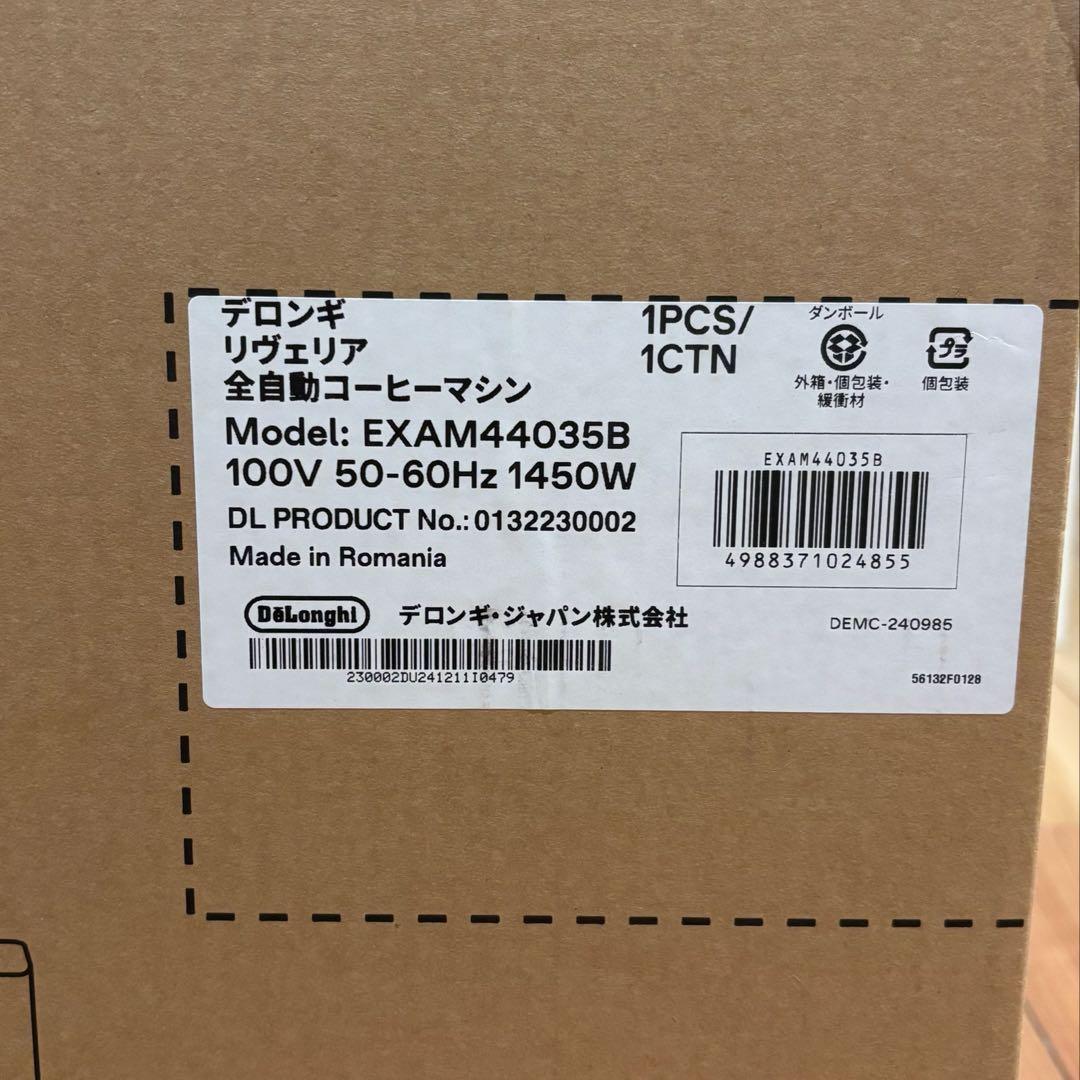 デロンギ
リヴェリア
全自動コーヒーマシン
Model: EXAM44035B
100V 50-60Hz 1450W
DL PRODUCT No.: 0132230002
Made in Romania
1PCS/
1CTN
ダンボール
外箱・個包装・
緩衝材
プラ
個包装
EXAM44035B
4988371024855
DeLonghi
デロンギ・ジャパン株式会社
DEMC-240985
230002DU241211I0479
56132F0128